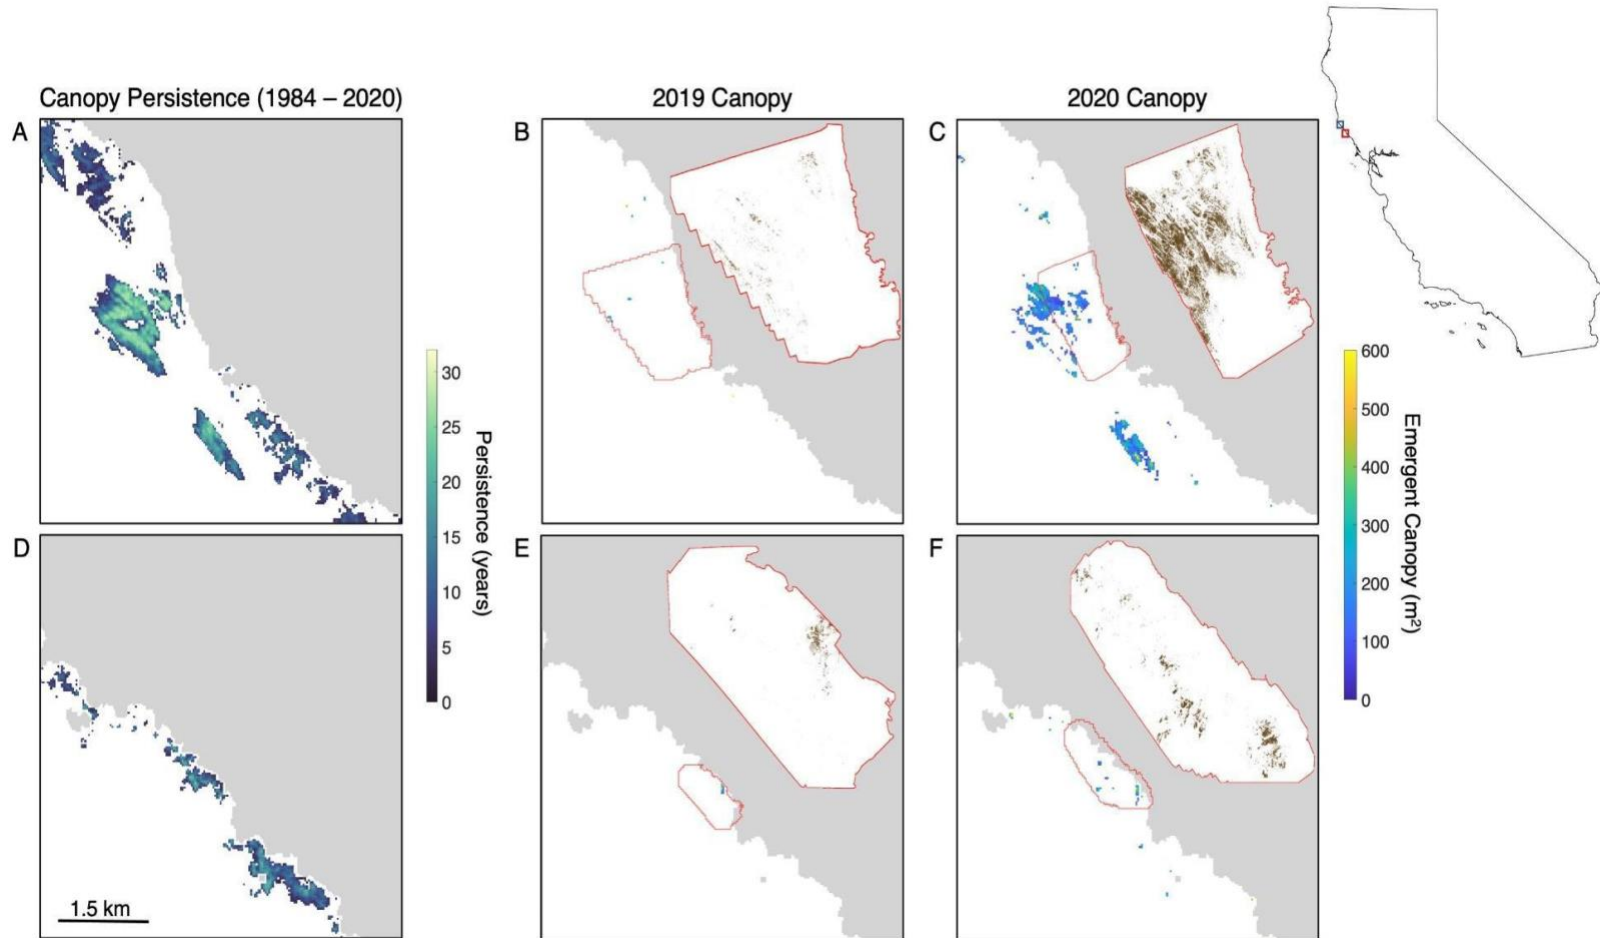 Canopy Persistence (1984 – 2020)
2019 Canopy
2020 Canopy
A
B
C
30
25
20
15
10
5
0
Persistence (years)
600
500
400
300
200
100
0
Emergent Canopy (m²)
D
E
F
1.5 km